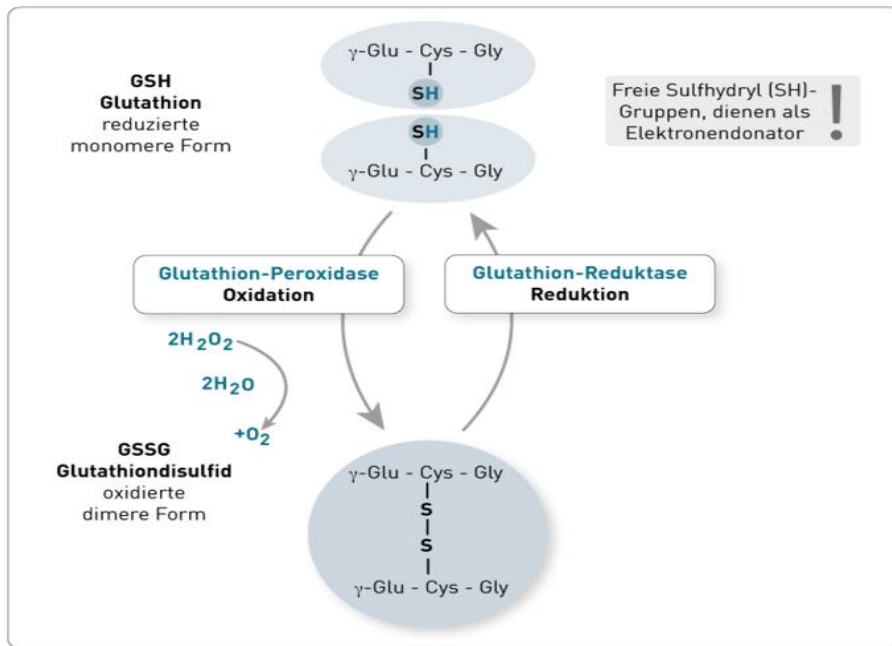 γ-Glu - Cys - Gly
SH
SH
γ-Glu - Cys - Gly
GSH
Glutathion
reduzierte
monomere Form
Freie Sulfhydryl (SH)-
Gruppen, dienen als
Elektronendonator
!
Glutathion-Peroxidase
Oxidation
Glutathion-Reduktase
Reduktion
2H₂O₂
2H₂O
+O₂
GSSG
Glutathiondisulfid
oxidierte
dimere Form
γ-Glu - Cys - Gly
S
S
γ-Glu - Cys - Gly